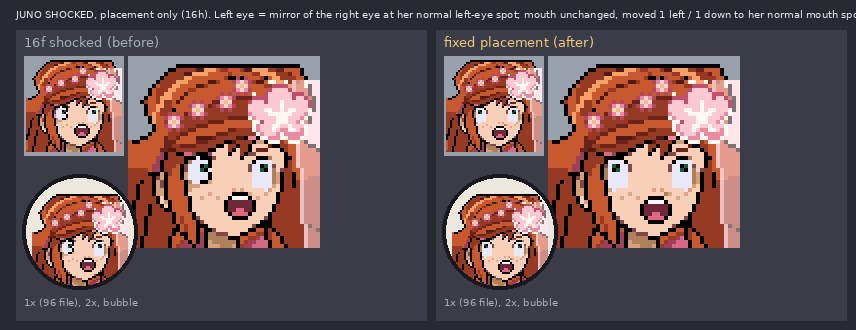 JUNO SHOCKED, placement only (16h). Left eye = mirror of the right eye at her normal left-eye spot; mouth unchanged, moved 1 left / 1 down to her normal mouth spo
16f shocked (before)
fixed placement (after)
1x (96 file), 2x, bubble
1x (96 file), 2x, bubble